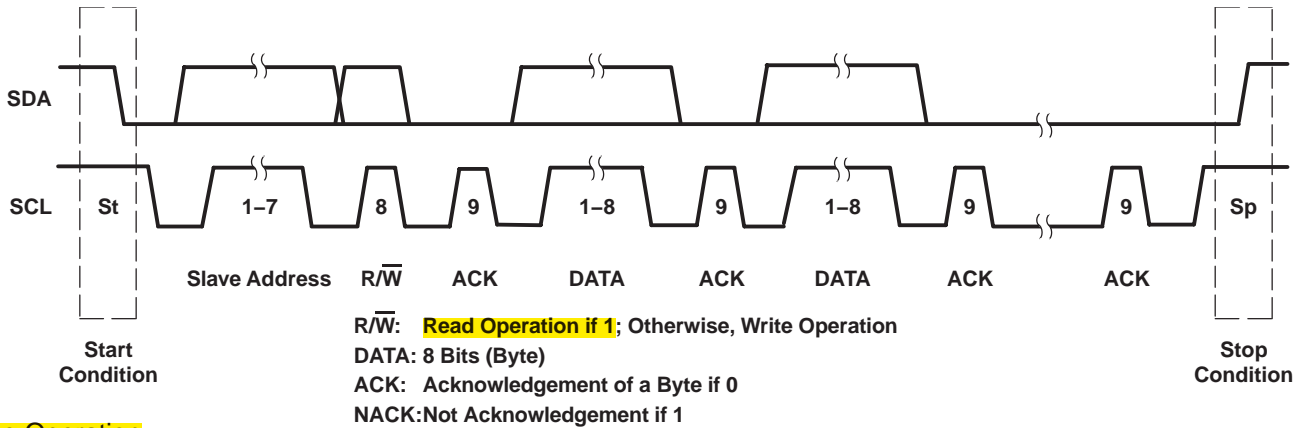 SDA
SCL St 1–7 8 9 1–8 9 1–8 9 9 Sp
Slave Address R/W̅ ACK DATA ACK DATA ACK ACK
R/W̅: Read Operation if 1; Otherwise, Write Operation
DATA: 8 Bits (Byte)
ACK: Acknowledgement of a Byte if 0
NACK:Not Acknowledgement if 1
Start
Condition
Stop
Condition
Operation